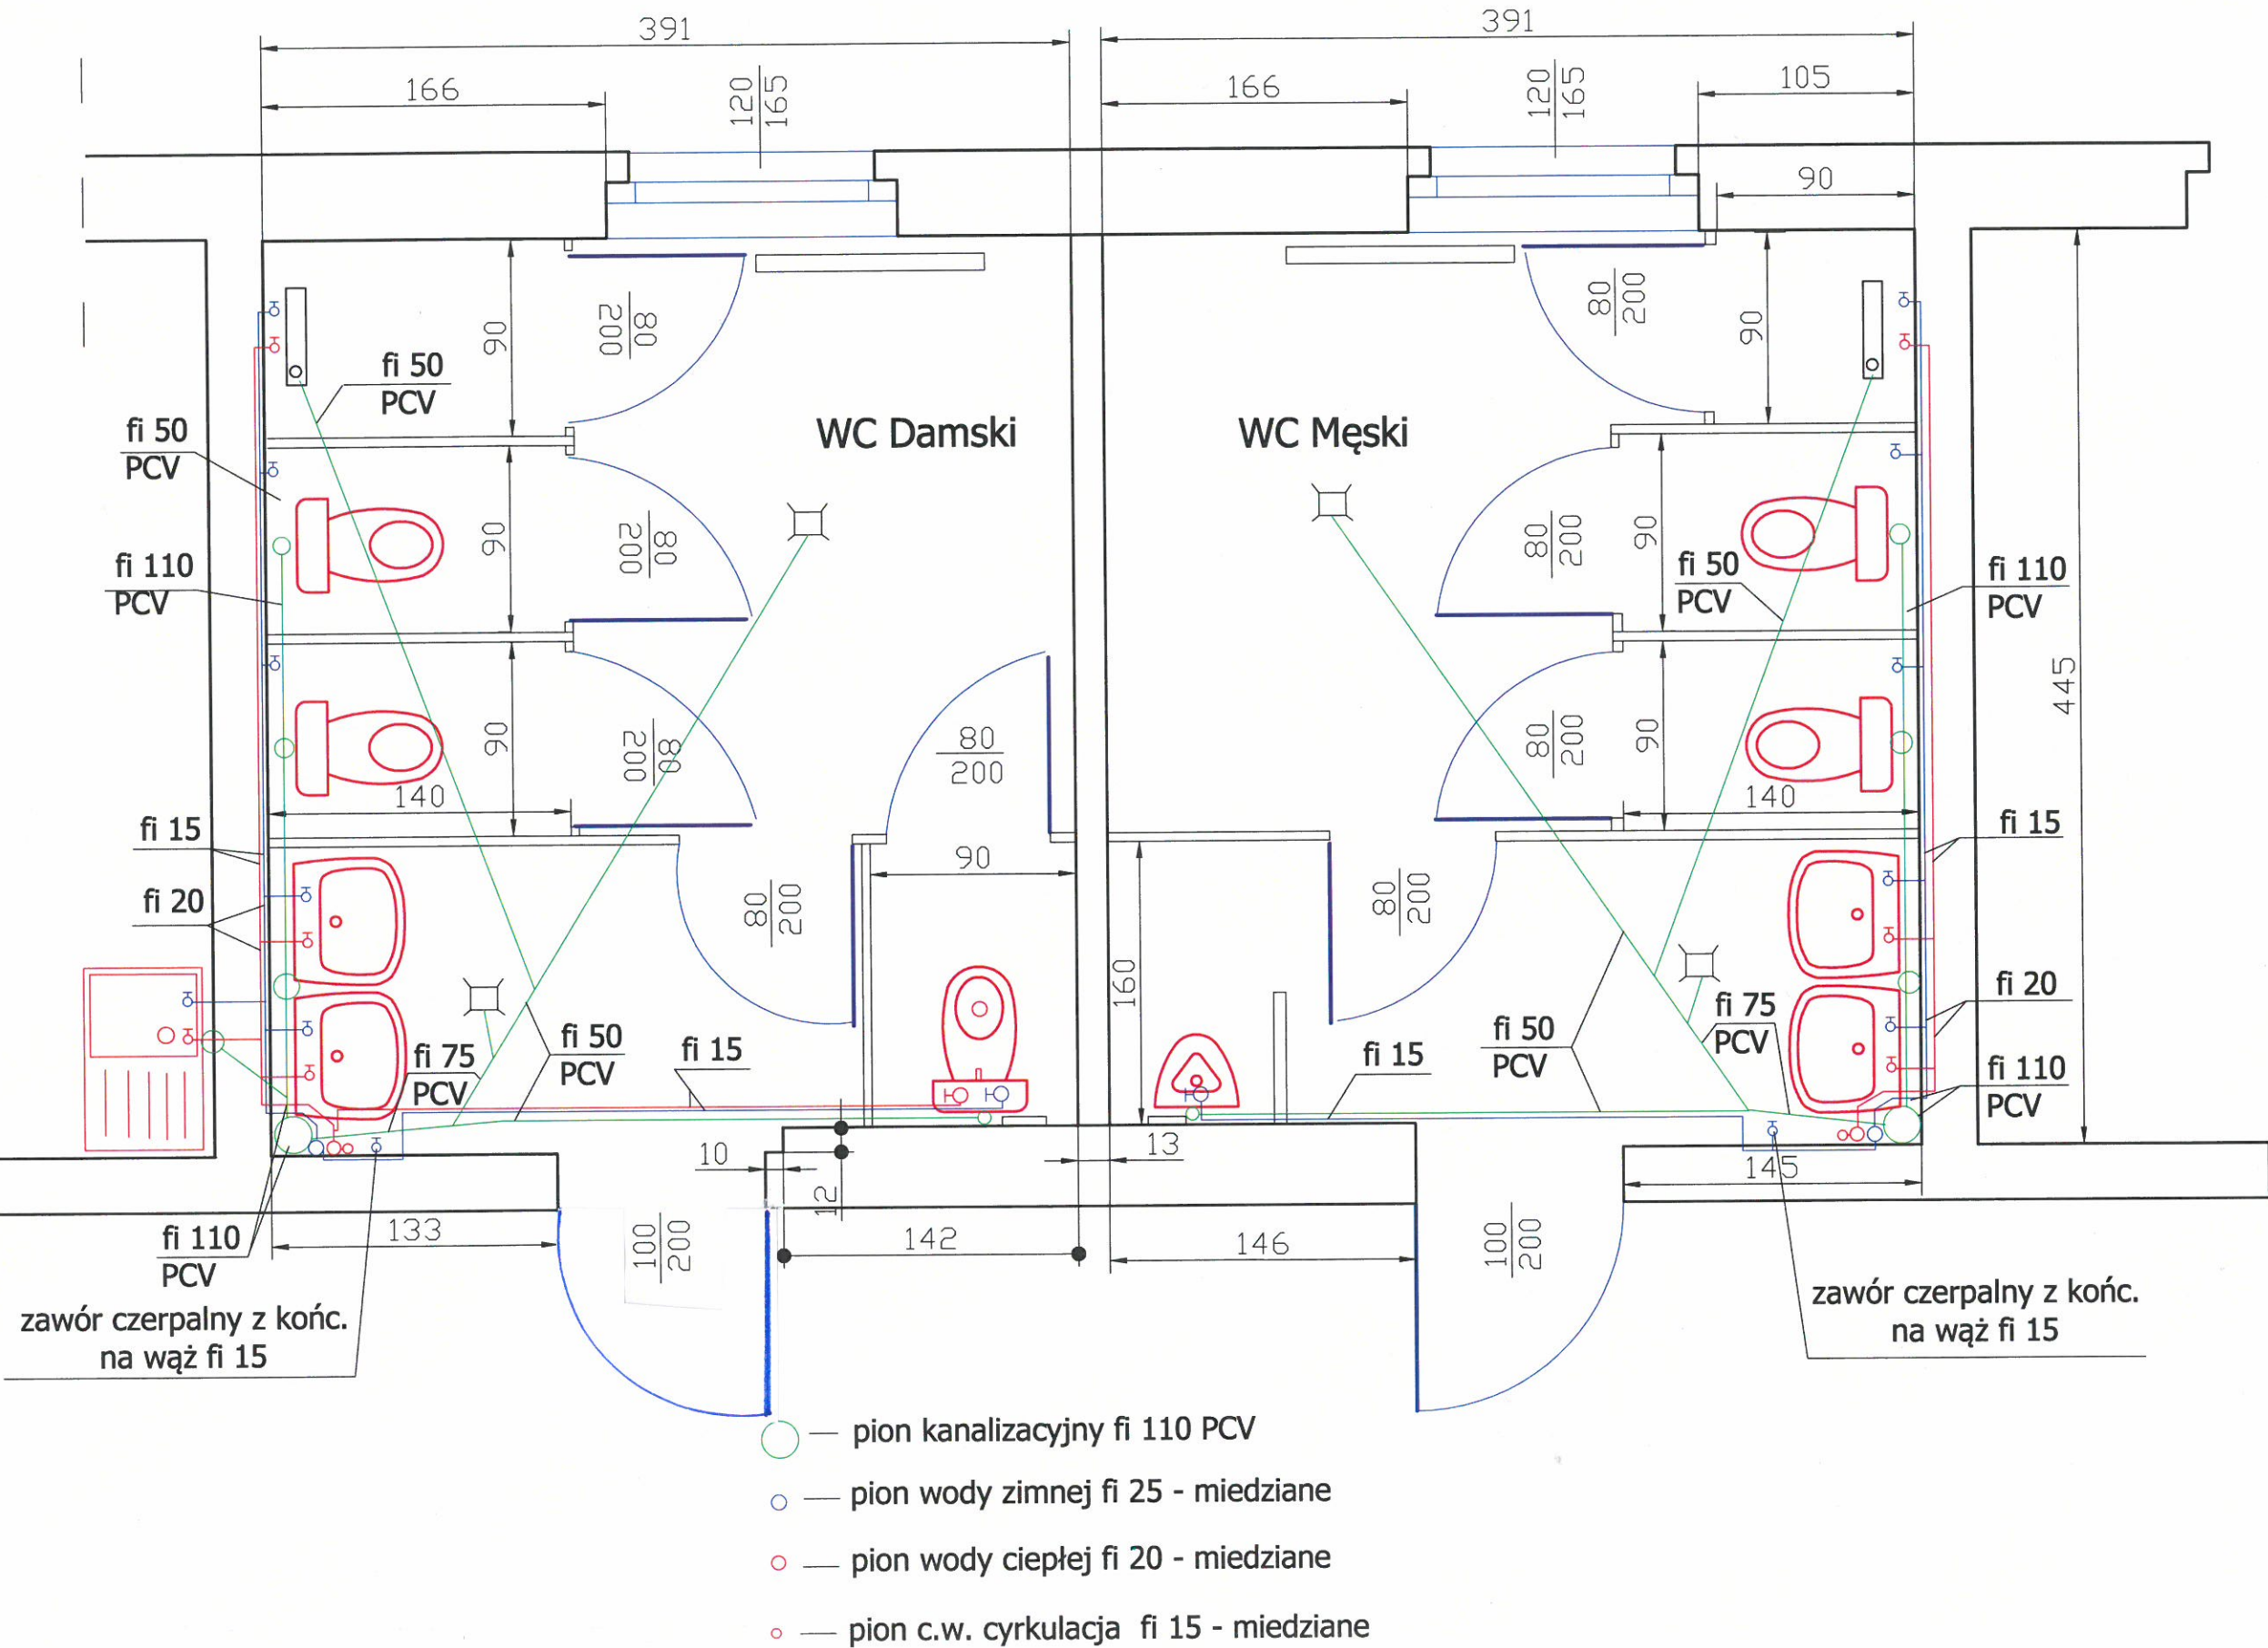 391
391
166
120
165
166
120
165
105
90
80
200
90
80
200
90
fi 50
PCV
fi 50
PCV
WC Damski
WC Męski
fi 110
PCV
90
80
200
80
200
90
fi 50
PCV
fi 110
PCV
445
90
80
200
80
200
80
200
90
140
140
fi 15
fi 15
90
fi 20
80
200
80
200
160
fi 20
fi 75
PCV
fi 50
PCV
fi 15
fi 15
fi 50
PCV
fi 75
PCV
fi 110
PCV
10
12
13
145
133
100
200
142
146
100
200
fi 110
PCV
zawór czerpalny z końc.
na wąż fi 15
zawór czerpalny z końc.
na wąż fi 15
pion kanalizacyjny fi 110 PCV
pion wody zimnej fi 25 - miedziane
pion wody ciepłej fi 20 - miedziane
pion c.w. cyrkulacja fi 15 - miedziane